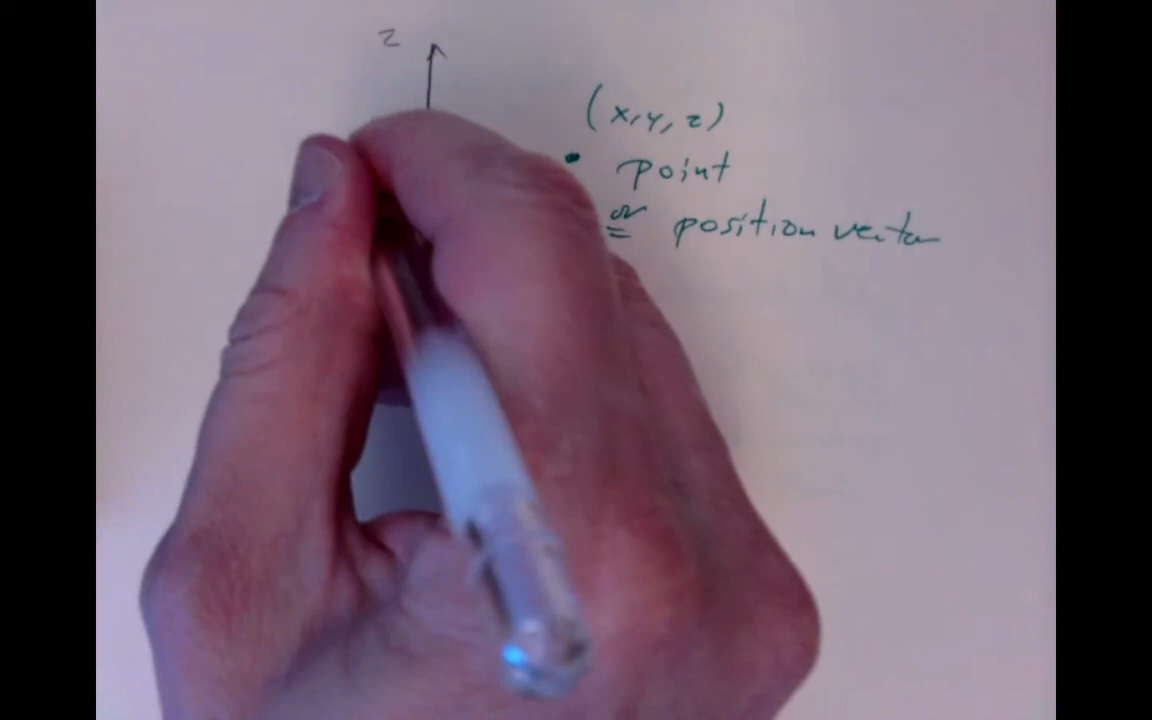 z
(x, y, z)
point
or position vector